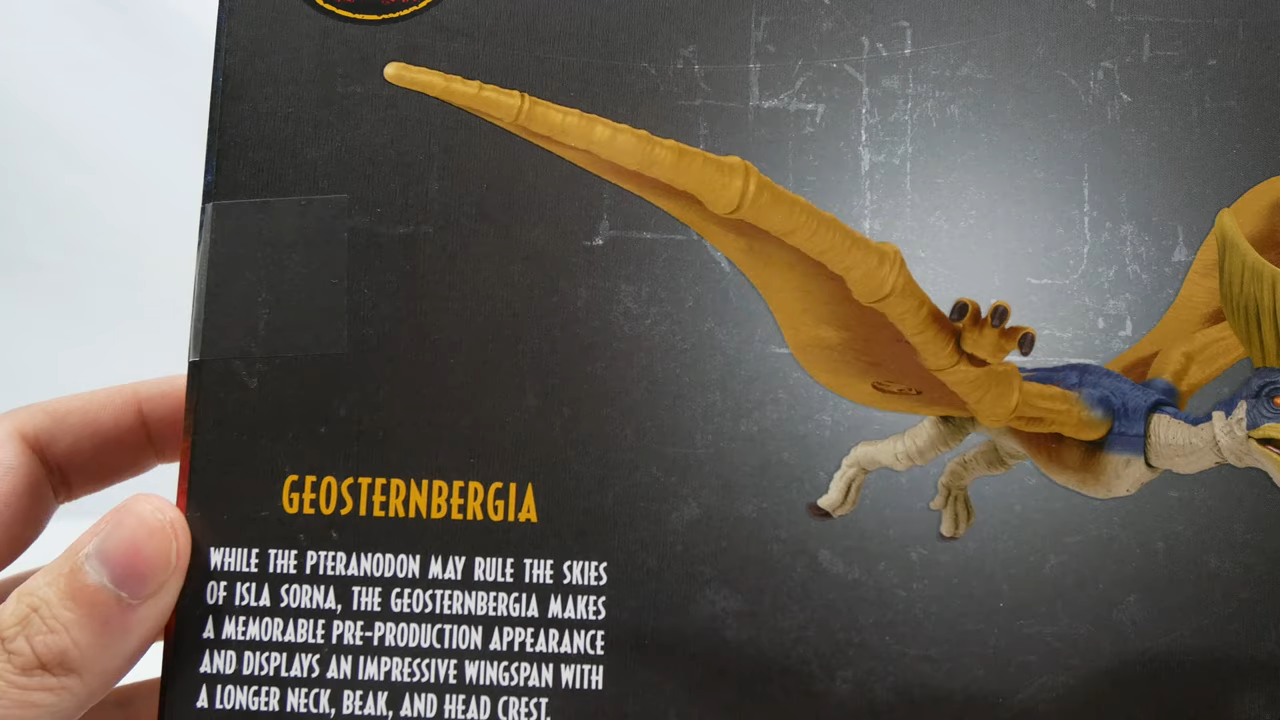 GEOSTERNBERGIA
WHILE THE PTERANODON MAY RULE THE SKIES
OF ISLA SORNA, THE GEOSTERNBERGIA MAKES
A MEMORABLE PRE-PRODUCTION APPEARANCE
AND DISPLAYS AN IMPRESSIVE WINGSPAN WITH
A LONGER NECK, BEAK, AND HEAD CREST.